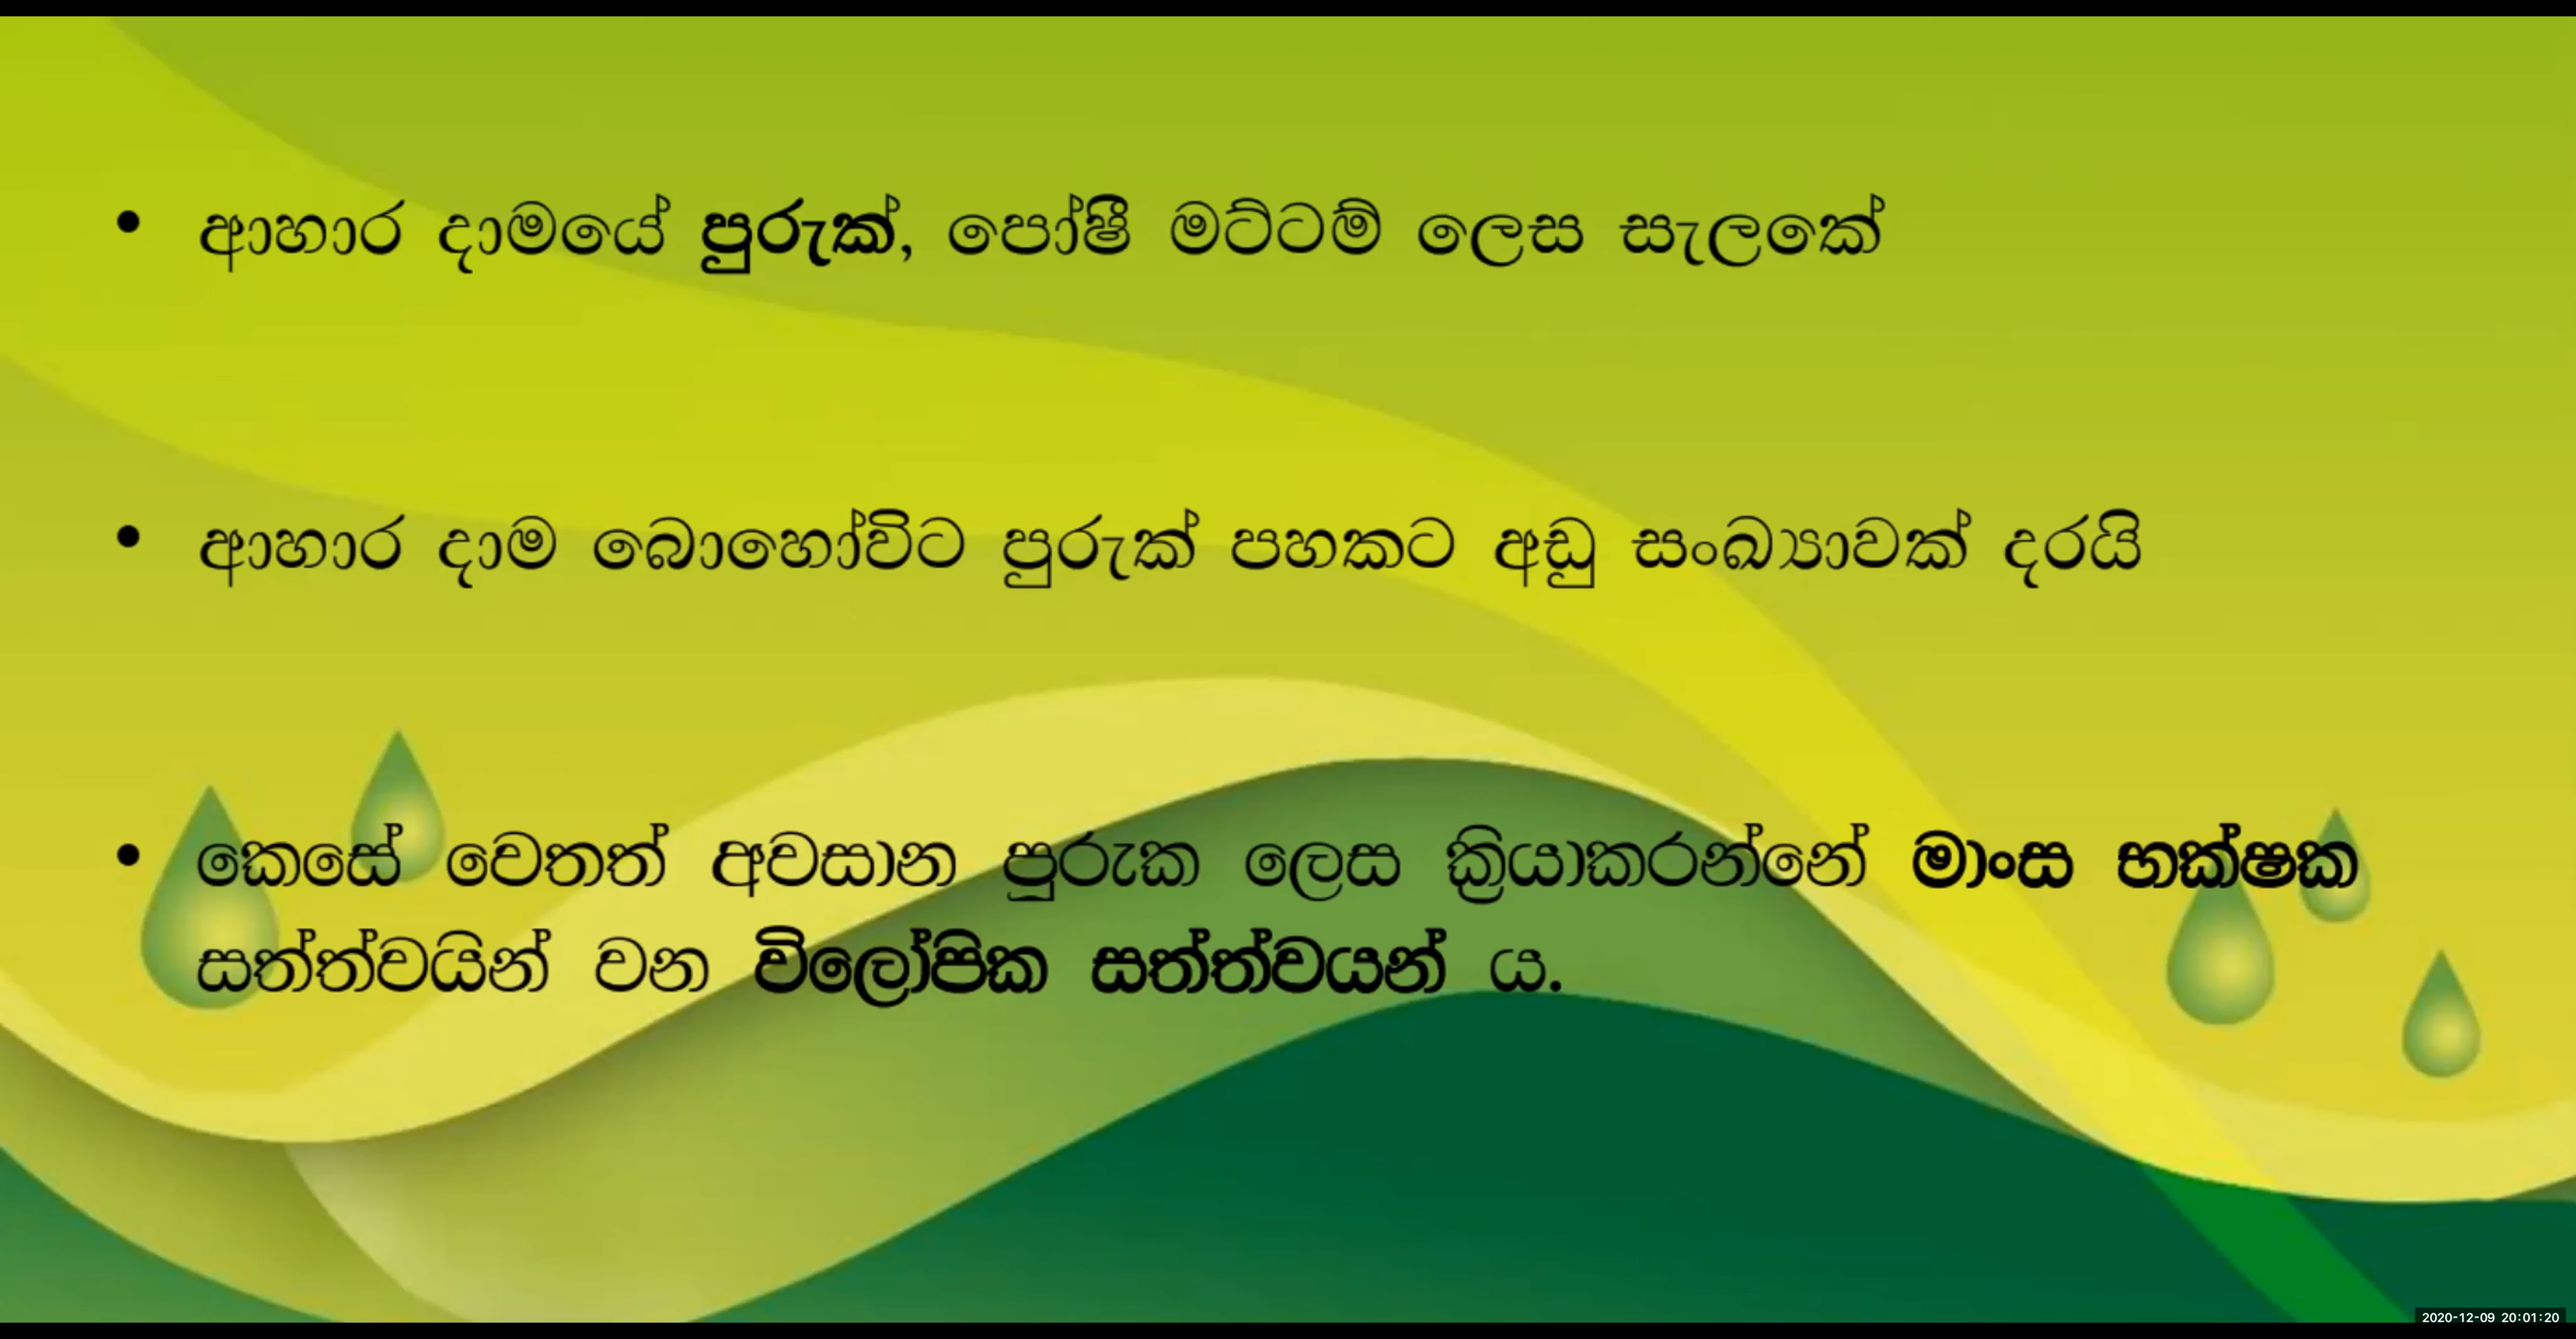 • ආහාර දාමයේ පුරුක්, පෝෂී මට්ටම් ලෙස සැලකේ
• ආහාර දාම බොහෝවිට පුරුක් පහකට අඩු සංඛ්‍යාවක් දරයි
• කෙසේ වෙතත් අවසාන පුරුක ලෙස ක්‍රියාකරන්නේ මාංස භක්ෂක
සත්ත්වයින් වන විලෝපික සත්ත්වයන් ය.
2020-12-09 20:01:20